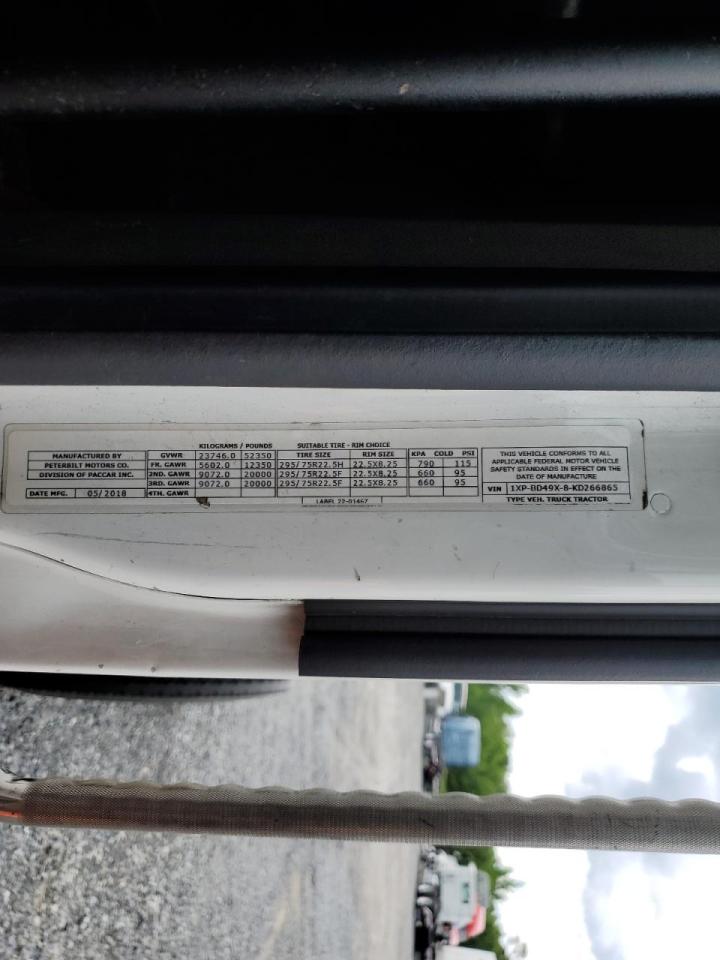 KILOGRAMS / POUNDS SUITABLE TIRE - RIM CHOICE
MANUFACTURED BY
PETERBILT MOTORS CO.
DIVISION OF PACCAR INC.
DATE MFG. 05/2018
GVWR 23746.0 52350 TIRE SIZE RIM SIZE KPA COLD PSI
FR. GAWR 5602.0 12350 295/75R22.5H 22.5X8.25 790 115
2ND. GAWR 9072.0 20000 295/75R22.5F 22.5X8.25 660 95
3RD. GAWR 9072.0 20000 295/75R22.5F 22.5X8.25 660 95
4TH. GAWR
LABEL 22-01467
THIS VEHICLE CONFORMS TO ALL
APPLICABLE FEDERAL MOTOR VEHICLE
SAFETY STANDARDS IN EFFECT ON THE
DATE OF MANUFACTURE
VIN 1XP-BD49X-8-KD266865
TYPE VEH. TRUCK TRACTOR